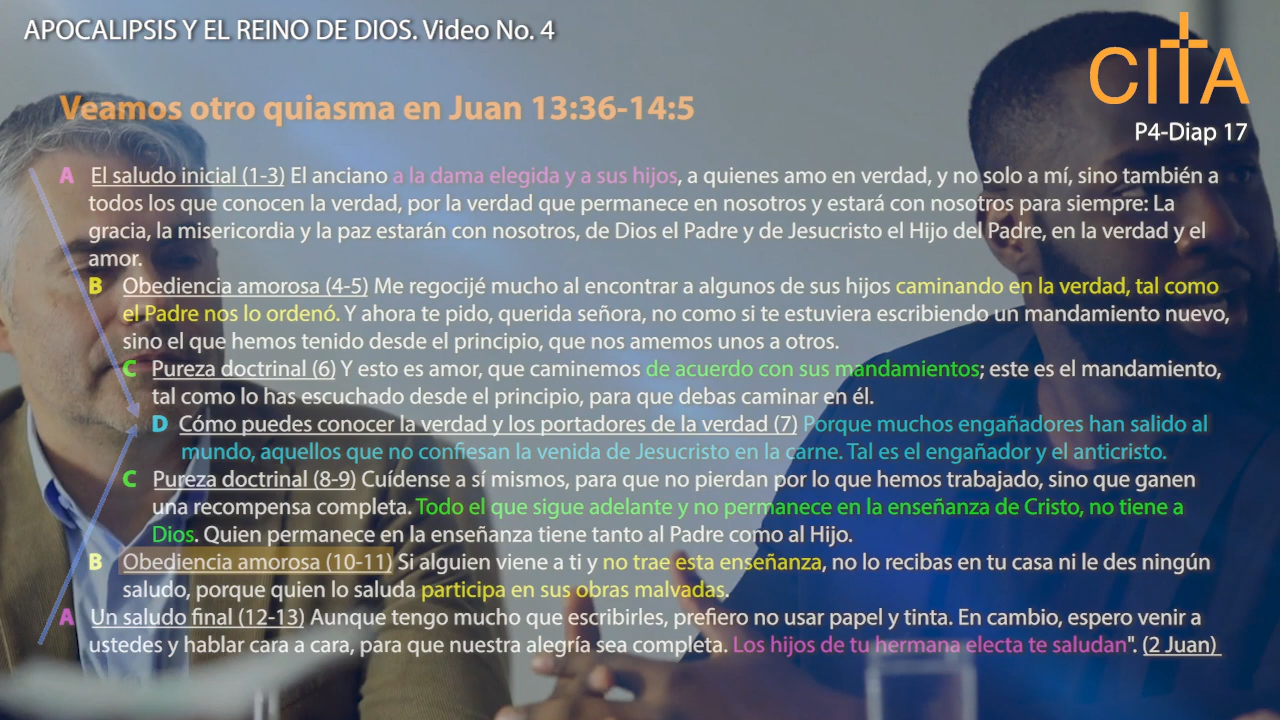 APOCALIPSIS Y EL REINO DE DIOS. Video No. 4
CITA
P4-Diap 17
Veamos otro quiasma en Juan 13:36-14:5
A El saludo inicial (1-3) El anciano a la dama elegida y a sus hijos, a quienes amo en verdad, y no solo a mí, sino también a
todos los que conocen la verdad, por la verdad que permanece en nosotros y estará con nosotros para siempre: La
gracia, la misericordia y la paz estarán con nosotros, de Dios el Padre y de Jesucristo el Hijo del Padre, en la verdad y el
amor.
B Obediencia amorosa (4-5) Me regocijé mucho al encontrar a algunos de sus hijos caminando en la verdad, tal como
el Padre nos lo ordenó. Y ahora te pido, querida señora, no como si te estuviera escribiendo un mandamiento nuevo,
sino el que hemos tenido desde el principio, que nos amemos unos a otros.
C Pureza doctrinal (6) Y esto es amor, que caminemos de acuerdo con sus mandamientos; este es el mandamiento,
tal como lo has escuchado desde el principio, para que debas caminar en él.
D Cómo puedes conocer la verdad y los portadores de la verdad (7) Porque muchos engañadores han salido al
mundo, aquellos que no confiesan la venida de Jesucristo en la carne. Tal es el engañador y el anticristo.
C Pureza doctrinal (8-9) Cuídense a sí mismos, para que no pierdan por lo que hemos trabajado, sino que ganen
una recompensa completa. Todo el que sigue adelante y no permanece en la enseñanza de Cristo, no tiene a
Dios. Quien permanece en la enseñanza tiene tanto al Padre como al Hijo.
B Obediencia amorosa (10-11) Si alguien viene a ti y no trae esta enseñanza, no lo recibas en tu casa ni le des ningún
saludo, porque quien lo saluda participa en sus obras malvadas.
A Un saludo final (12-13) Aunque tengo mucho que escribirles, prefiero no usar papel y tinta. En cambio, espero venir a
ustedes y hablar cara a cara, para que nuestra alegría sea completa. Los hijos de tu hermana electa te saludan". (2 Juan)